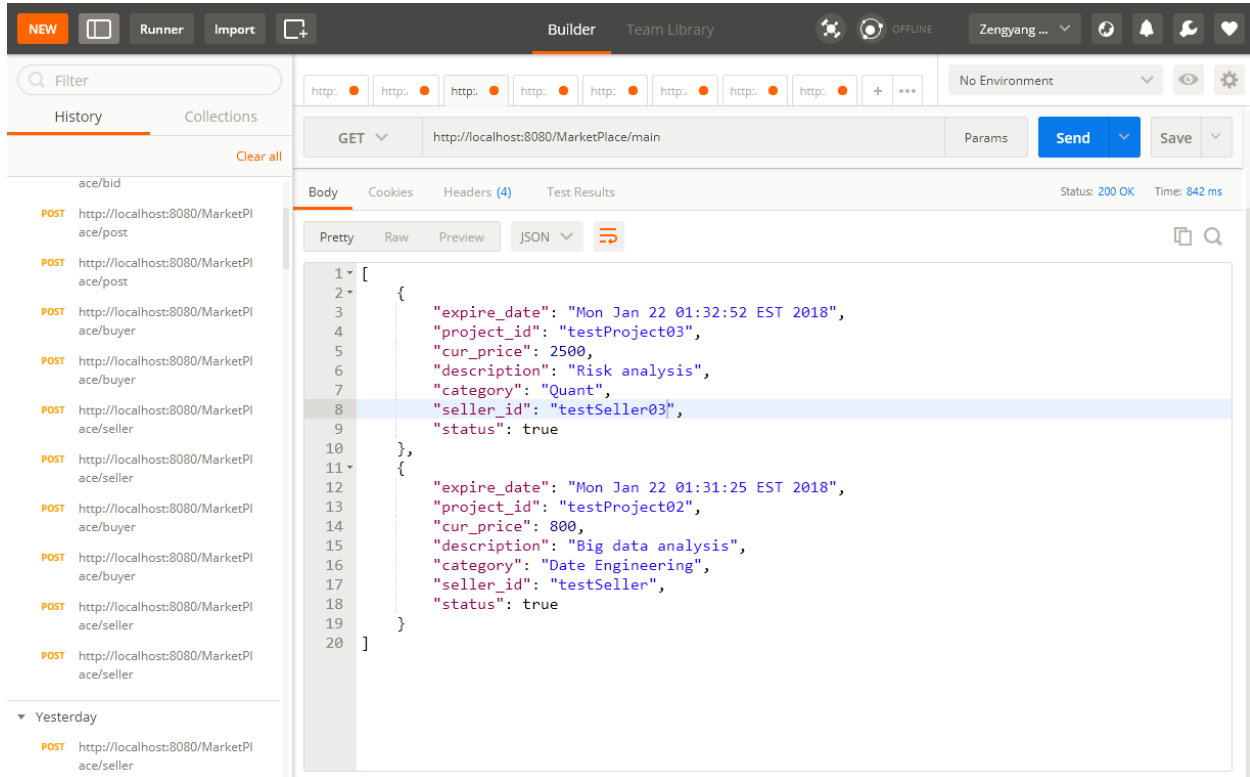 NEW Runner Import Builder Team Library OFFLINE Zengyang ...
Filter
History Collections
Clear all
ace/bid
POST http://localhost:8080/MarketPl
ace/post
POST http://localhost:8080/MarketPl
ace/post
POST http://localhost:8080/MarketPl
ace/buyer
POST http://localhost:8080/MarketPl
ace/buyer
POST http://localhost:8080/MarketPl
ace/seller
POST http://localhost:8080/MarketPl
ace/seller
POST http://localhost:8080/MarketPl
ace/buyer
POST http://localhost:8080/MarketPl
ace/buyer
POST http://localhost:8080/MarketPl
ace/seller
POST http://localhost:8080/MarketPl
ace/seller
Yesterday
POST http://localhost:8080/MarketPl
ace/seller
http: http: http: http: http: http: http: http: + ••• No Environment
GET http://localhost:8080/MarketPlace/main Params Send Save
Body Cookies Headers (4) Test Results Status: 200 OK Time: 842 ms
Pretty Raw Preview JSON
1 [
2 {
3 "expire_date": "Mon Jan 22 01:32:52 EST 2018",
4 "project_id": "testProject03",
5 "cur_price": 2500,
6 "description": "Risk analysis",
7 "category": "Quant",
8 "seller_id": "testSeller03",
9 "status": true
10 },
11 {
12 "expire_date": "Mon Jan 22 01:31:25 EST 2018",
13 "project_id": "testProject02",
14 "cur_price": 800,
15 "description": "Big data analysis",
16 "category": "Date Engineering",
17 "seller_id": "testSeller",
18 "status": true
19 }
20 ]